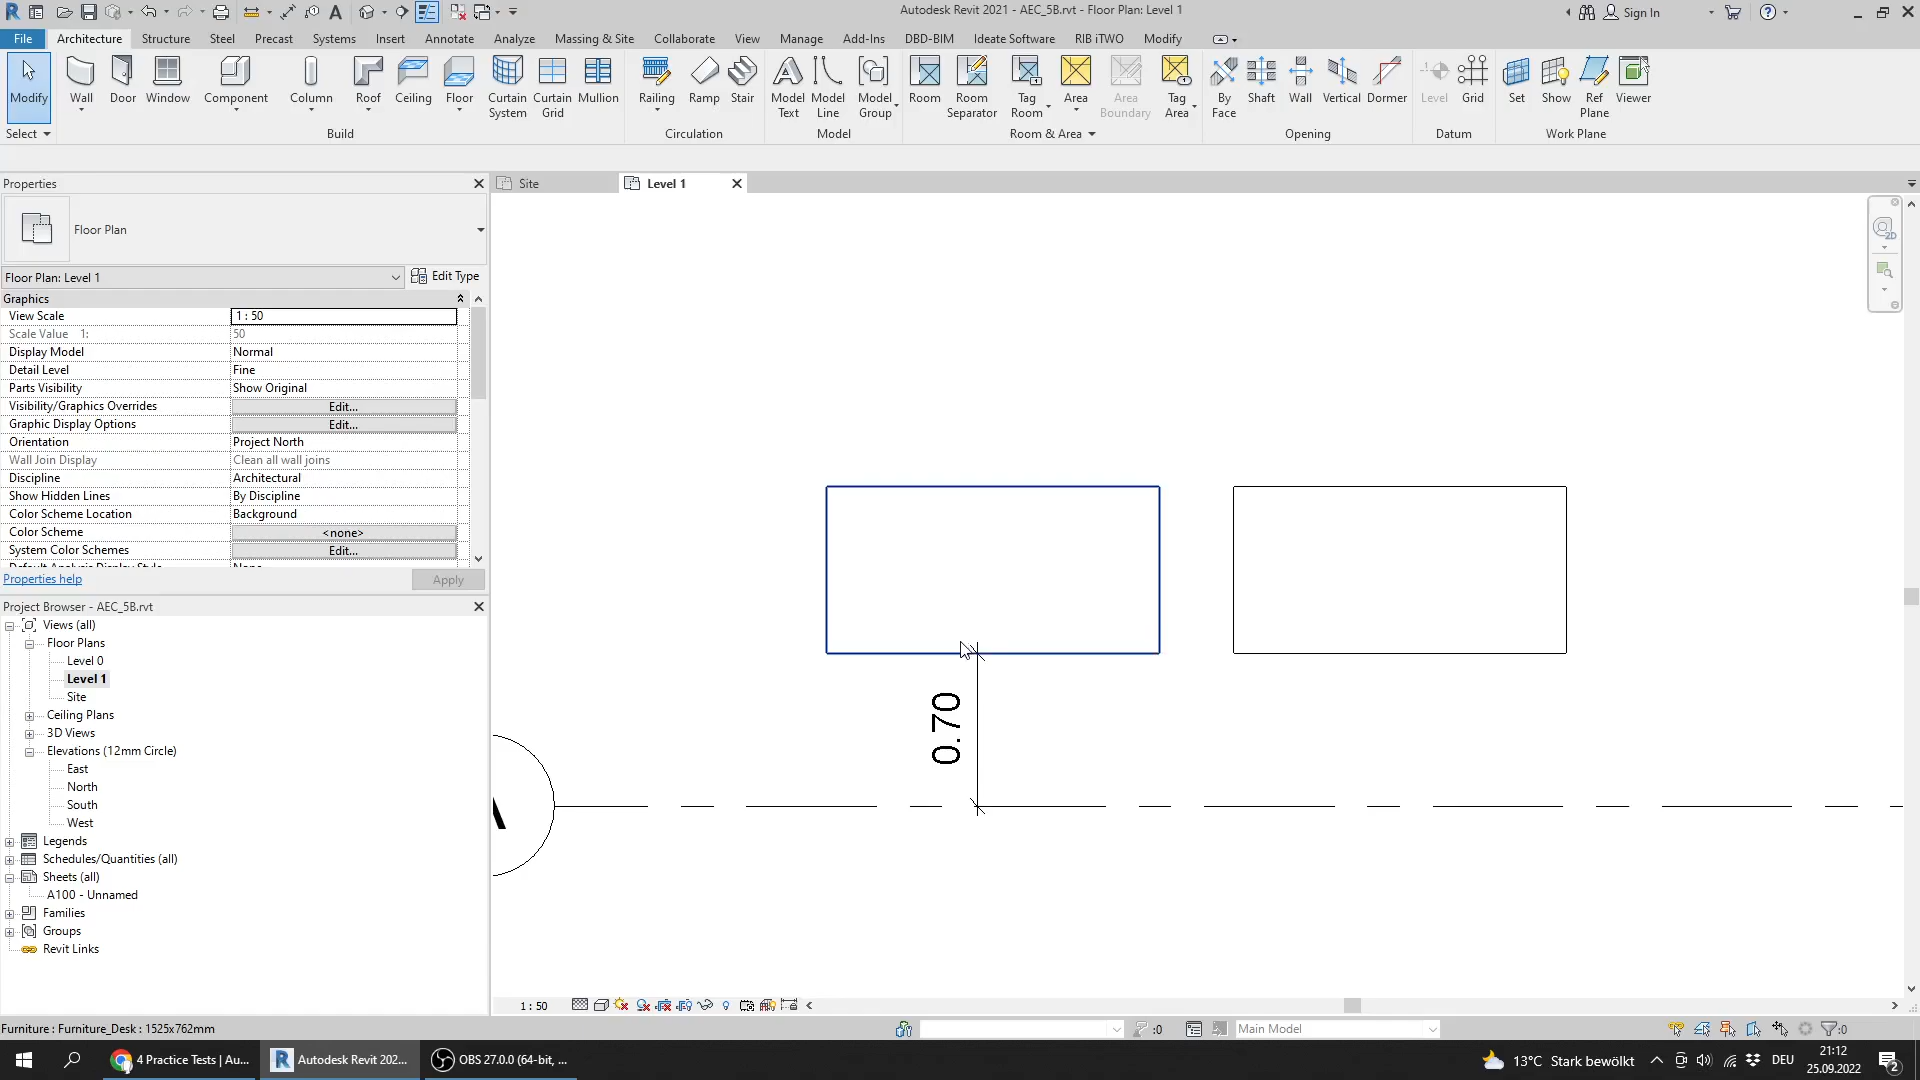 Autodesk Revit 2021 - AEC_5B.rvt - Floor Plan: Level 1
Sign In
File Architecture Structure Steel Precast Systems Insert Annotate Analyze Massing & Site Collaborate View Manage Add-Ins DBD-BIM Ideate Software RIB iTWO Modify
Modify Wall Door Window Component Column Roof Ceiling Floor Curtain System Curtain Grid Mullion Railing Ramp Stair Model Text Model Line Model Group Room Room Separator Tag Room Area Area Boundary Tag Area By Face Shaft Wall Vertical Dormer Level Grid Set Show Ref Plane Viewer
Select Build Circulation Model Room & Area Opening Datum Work Plane
Properties
Site
Level 1
Floor Plan
Floor Plan: Level 1
Edit Type
Graphics
View Scale 1 : 50
Scale Value 1: 50
Display Model Normal
Detail Level Fine
Parts Visibility Show Original
Visibility/Graphics Overrides Edit...
Graphic Display Options Edit...
Orientation Project North
Wall Join Display Clean all wall joins
Discipline Architectural
Show Hidden Lines By Discipline
Color Scheme Location Background
Color Scheme <none>
System Color Schemes Edit...
Default Analysis Display Style None
Properties help
Apply
Project Browser - AEC_5B.rvt
Views (all)
Floor Plans
Level 0
Level 1
Site
Ceiling Plans
3D Views
Elevations (12mm Circle)
East
North
South
West
Legends
Schedules/Quantities (all)
Sheets (all)
A100 - Unnamed
Families
Groups
Revit Links
0.70
1 : 50
Furniture : Furniture_Desk : 1525x762mm
:0
Main Model
:0
4 Practice Tests | Au...
Autodesk Revit 202...
OBS 27.0.0 (64-bit, ...
13°C Stark bewölkt
DEU
21:12
25.09.2022
2